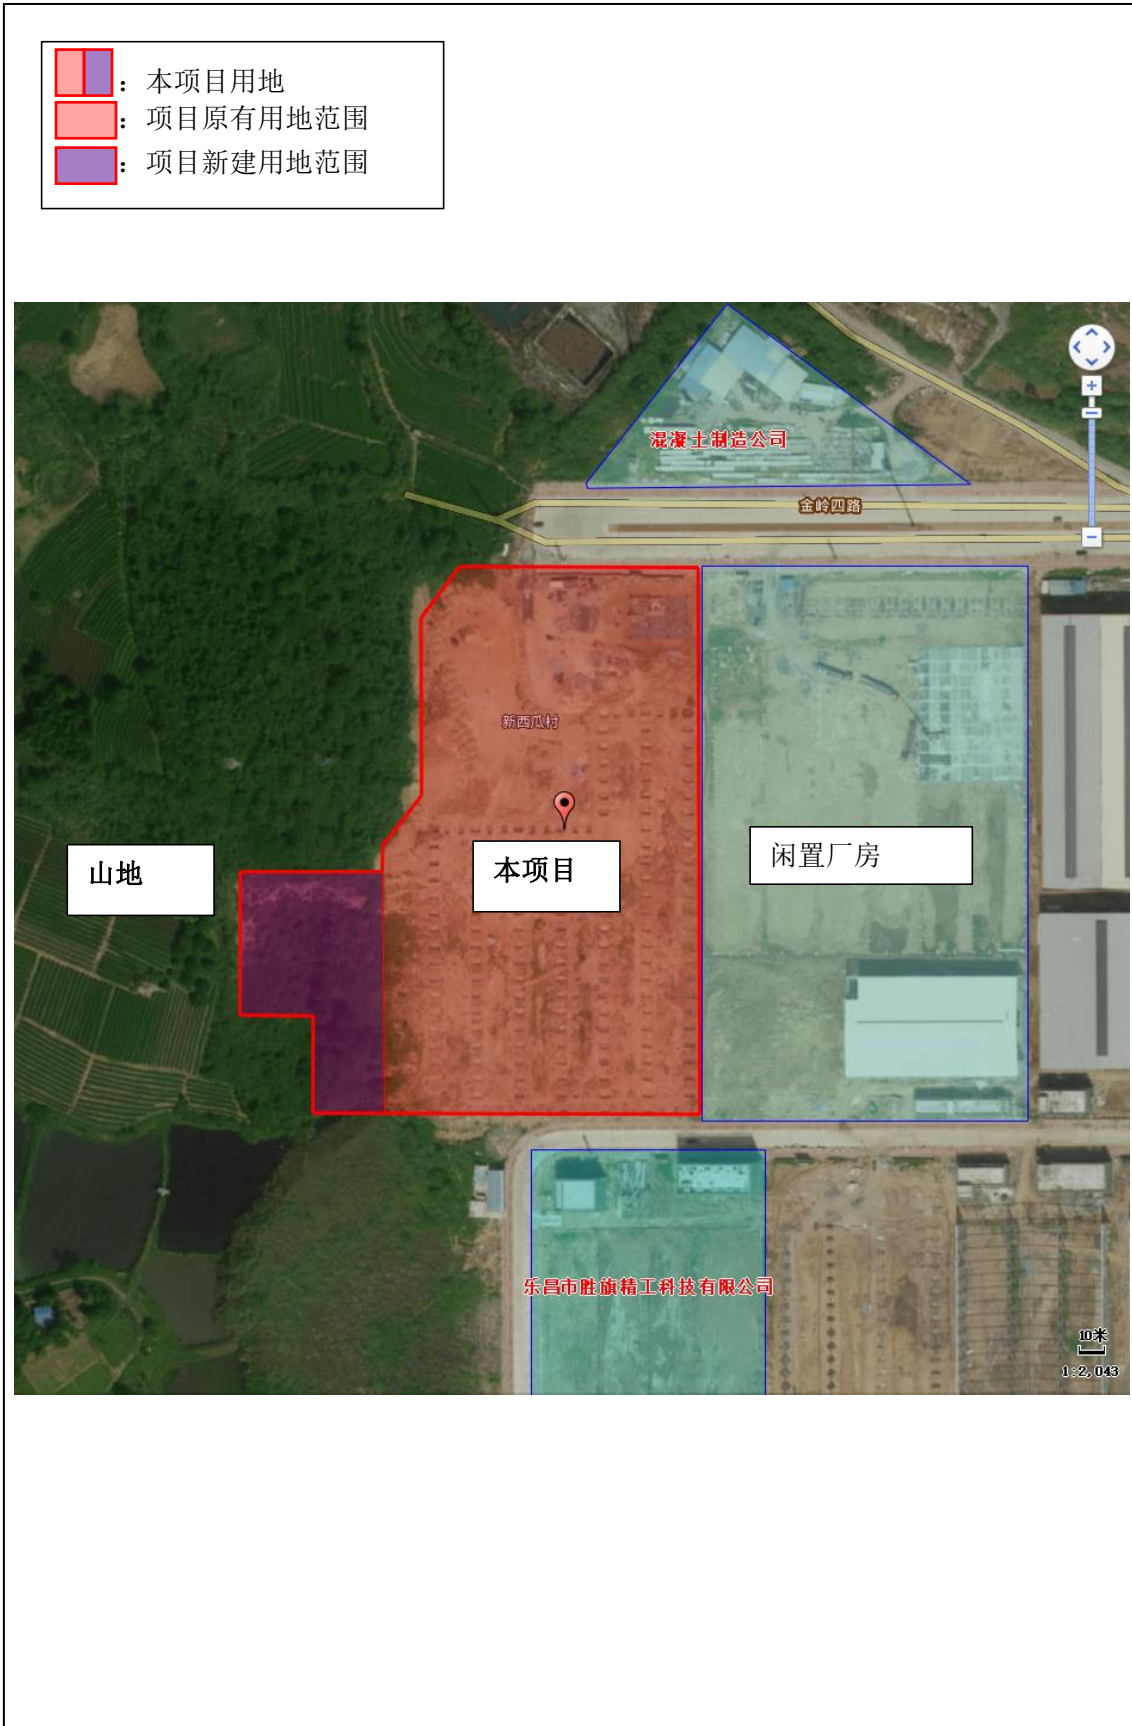 ：本项目用地
：项目原有用地范围
：项目新建用地范围
混凝土制造公司
金岭四路
新西瓜村
山地
本项目
闲置厂房
乐昌市胜旗精工科技有限公司
10米
1:2,043